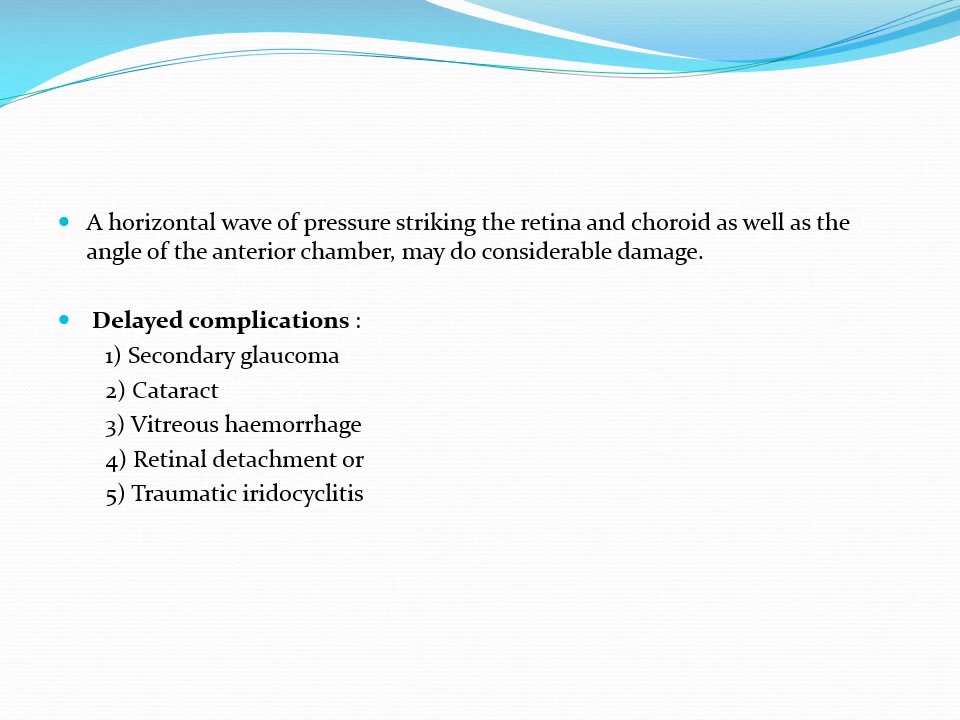 A horizontal wave of pressure striking the retina and choroid as well as the
angle of the anterior chamber, may do considerable damage.
Delayed complications :
1) Secondary glaucoma
2) Cataract
3) Vitreous haemorrhage
4) Retinal detachment or
5) Traumatic iridocyclitis